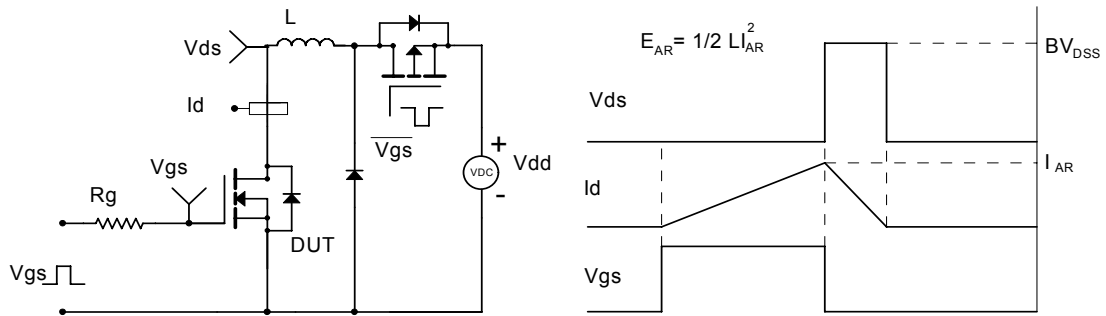 L
Vds
Id
Vgs
Vgs
+
Vdd
VDC
-
Vgs
Rg
DUT
Vgs
E_AR = 1/2 LI_AR^2
BV_DSS
Vds
I_AR
Id
Vgs